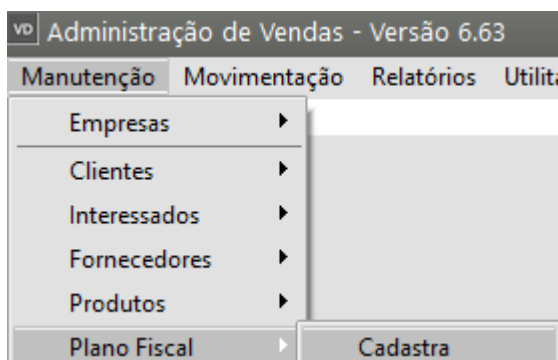 VD Administração de Vendas - Versão 6.63
Manutenção Movimentação Relatórios
Empresas
Clientes
Interessados
Fornecedores
Produtos
Plano Fiscal Cadastra